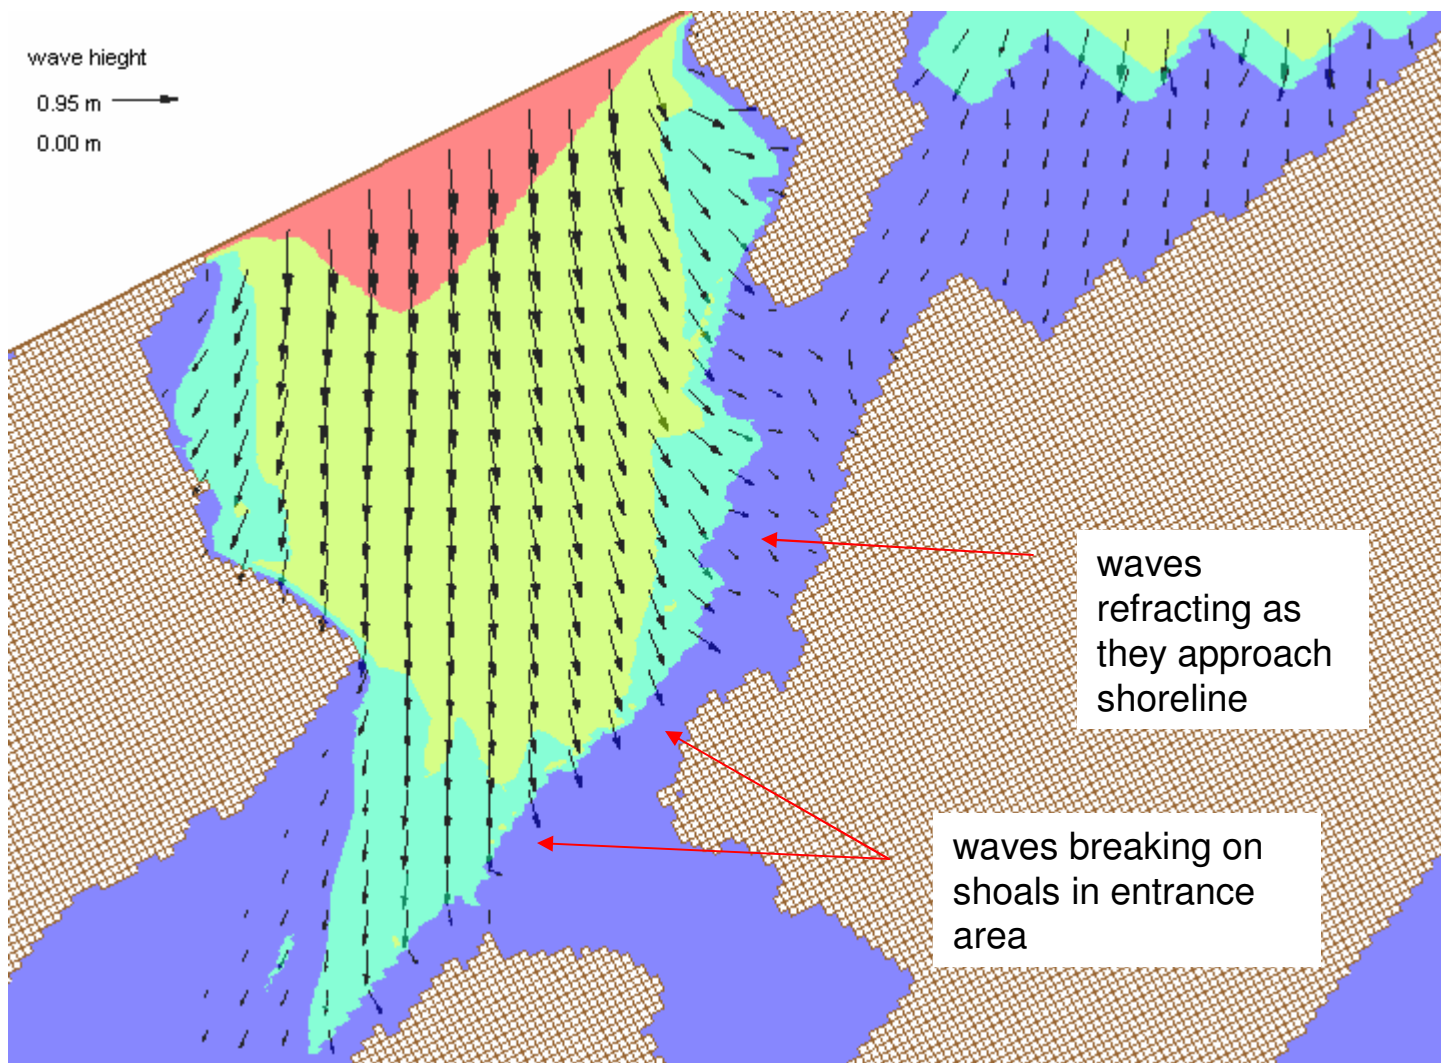 wave hieght
0.95 m
0.00 m
waves
refracting as
they approach
shoreline
waves breaking on
shoals in entrance
area